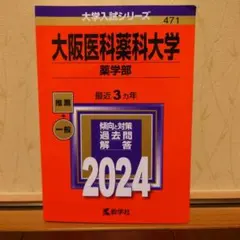 大学入試シリーズ
471
大阪医科薬科大学
薬学部
推薦
+
一般
最近3カ年
傾向と対策
過去問
解答
2024
教学社